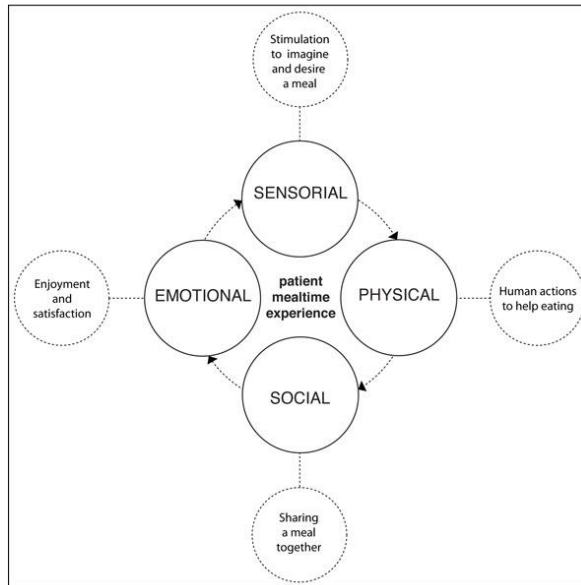 Stimulation
to imagine
and desire
a meal
SENSORIAL
Enjoyment
and
satisfaction
EMOTIONAL
patient
mealtime
experience
PHYSICAL
Human actions
to help eating
SOCIAL
Sharing
a meal
together